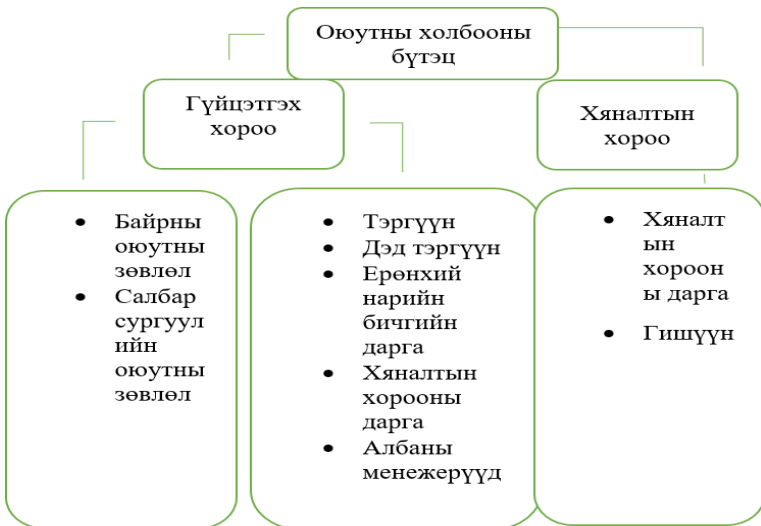 Оюутны холбооны
бүтэц
Гүйцэтгэх
хороо
Хяналтын
хороо
• Байрны
оюутны
зөвлөл
• Салбар
сургуул
ийн
оюутны
зөвлөл
• Тэргүүн
• Дэд тэргүүн
• Ерөнхий
нарийн
бичгийн
дарга
• Хяналтын
хорооны
дарга
• Албаны
менежерүүд
• Хяналт
ын
хороон
ы дарга
• Гишүүн